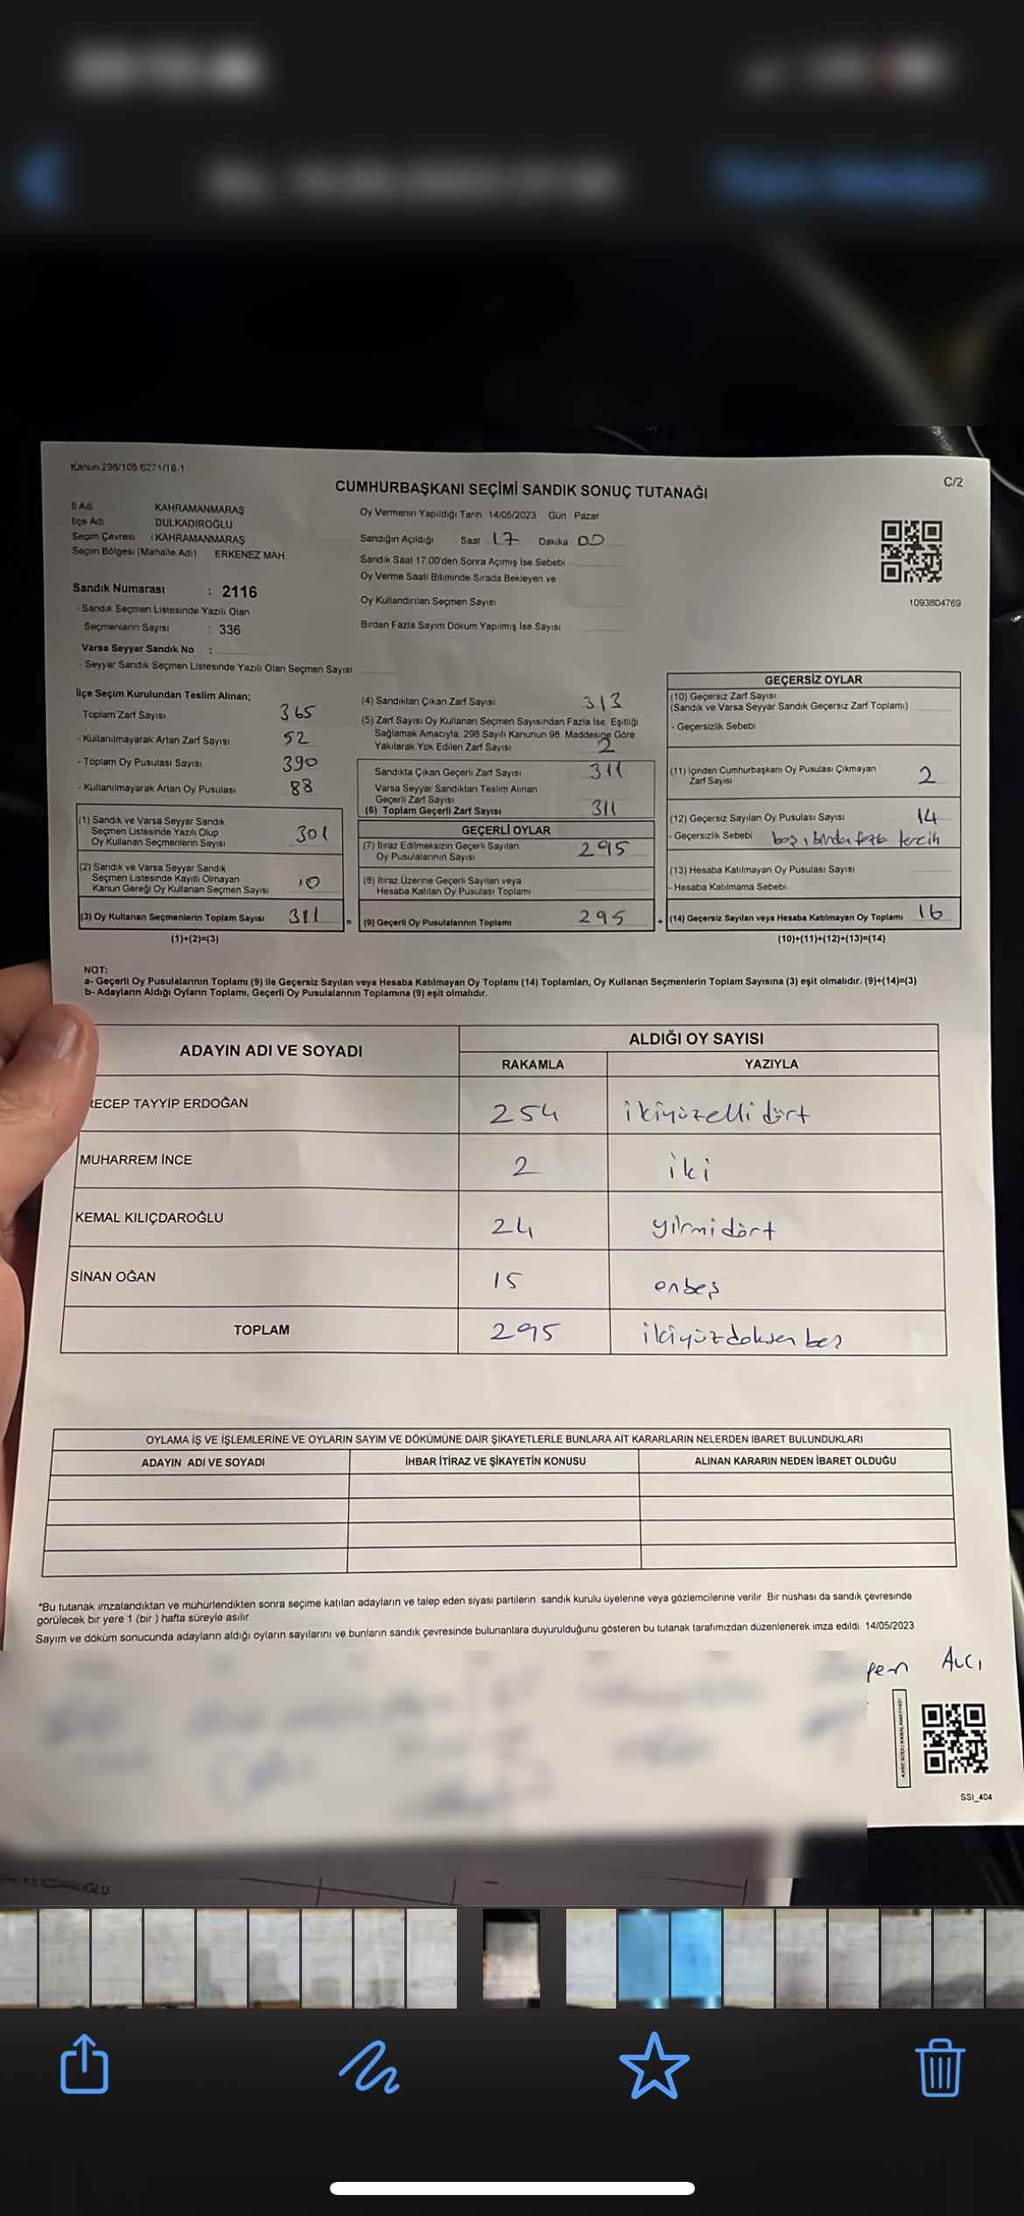 Kanun 298/105 6271/16-1
C/2
CUMHURBAŞKANI SEÇİMİ SANDIK SONUÇ TUTANAĞI
İl Adı KAHRAMANMARAŞ
İlçe Adı DULKADİROĞLU
Seçim Çevresi : KAHRAMANMARAŞ
Seçim Bölgesi (Mahalle Adı) ERKENEZ MAH
Sandık Numarası : 2116
- Sandık Seçmen Listesinde Yazılı Olan
Seçmenlerin Sayısı : 336
Varsa Seyyar Sandık No :
- Seyyar Sandık Seçmen Listesinde Yazılı Olan Seçmen Sayısı
Oy Vermenin Yapıldığı Tarih 14/05/2023 Gün Pazar
Sandığın Açıldığı Saat 17 Dakika 00
Sandık Saat 17:00'den Sonra Açımış İse Sebebi
Oy Verme Saati Bitiminde Sırada Bekleyen ve
Oy Kullandırılan Seçmen Sayısı
Birden Fazla Sayım Döküm Yapılmış İse Sayısı
1093804769
İlçe Seçim Kurulundan Teslim Alınan;
- Toplam Zarf Sayısı 365
- Kullanılmayarak Artan Zarf Sayısı 52
- Toplam Oy Pusulası Sayısı 390
- Kullanılmayarak Artan Oy Pusulası 88
(1) Sandık ve Varsa Seyyar Sandık
Seçmen Listesinde Yazılı Olup
Oy Kullanan Seçmenlerin Sayısı 301
(2) Sandık ve Varsa Seyyar Sandık
Seçmen Listesinde Kayıtlı Olmayan
Kanun Gereği Oy Kullanan Seçmen Sayısı 10
(3) Oy Kullanan Seçmenlerin Toplam Sayısı 311 =
(1)+(2)=(3)
(4) Sandıktan Çıkan Zarf Sayısı 313
(5) Zarf Sayısı Oy Kullanan Seçmen Sayısından Fazla İse, Eşitliği
Sağlamak Amacıyla, 298 Sayılı Kanunun 98. Maddesine Göre
Yakılarak Yok Edilen Zarf Sayısı 2
Sandıkta Çıkan Geçerli Zarf Sayısı 311
Varsa Seyyar Sandıktan Teslim Alınan
Geçerli Zarf Sayısı
(6) Toplam Geçerli Zarf Sayısı 311
GEÇERLİ OYLAR
(7) İtiraz Edilmeksizin Geçerli Sayılan
Oy Pusulalarının Sayısı 295
(8) İtiraz Üzerine Geçerli Sayılan veya
Hesaba Katılan Oy Pusulası Toplamı
(9) Geçerli Oy Pusulalarının Toplamı 295 +
GEÇERSİZ OYLAR
(10) Geçersiz Zarf Sayısı
(Sandık ve Varsa Seyyar Sandık Geçersiz Zarf Toplamı)
- Geçersizlik Sebebi
(11) İçinden Cumhurbaşkanı Oy Pusulası Çıkmayan
Zarf Sayısı 2
(12) Geçersiz Sayılan Oy Pusulası Sayısı 14
- Geçersizlik Sebebi boş, birden fazla tercih
(13) Hesaba Katılmayan Oy Pusulası Sayısı
- Hesaba Katılmama Sebebi
(14) Geçersiz Sayılan veya Hesaba Katılmayan Oy Toplamı 16
(10)+(11)+(12)+(13)=(14)
NOT:
a- Geçerli Oy Pusulalarının Toplamı (9) ile Geçersiz Sayılan veya Hesaba Katılmayan Oy Toplamı (14) Toplamları, Oy Kullanan Seçmenlerin Toplam Sayısına (3) eşit olmalıdır. (9)+(14)=(3)
b- Adayların Aldığı Oyların Toplamı, Geçerli Oy Pusulalarının Toplamına (9) eşit olmalıdır.
ADAYIN ADI VE SOYADI ALDIĞI OY SAYISI
RAKAMLA YAZIYLA
RECEP TAYYİP ERDOĞAN 254 ikiyüzelli dört
MUHARREM İNCE 2 iki
KEMAL KILIÇDAROĞLU 24 yirmidört
SİNAN OĞAN 15 onbeş
TOPLAM 295 ikiyüzdoksan beş
OYLAMA İŞ VE İŞLEMLERİNE VE OYLARIN SAYIM VE DÖKÜMÜNE DAİR ŞİKAYETLERLE BUNLARA AİT KARARLARIN NELERDEN İBARET BULUNDUKLARI
ADAYIN ADI VE SOYADI İHBAR İTİRAZ VE ŞİKAYETİN KONUSU ALINAN KARARIN NEDEN İBARET OLDUĞU
*Bu tutanak imzalandıktan ve mühürlendikten sonra seçime katılan adayların ve talep eden siyasi partilerin sandık kurulu üyelerine veya gözlemcilerine verilir. Bir nüshası da sandık çevresinde
görülecek bir yere 1 (bir ) hafta süreyle asılır.
Sayım ve döküm sonucunda adayların aldığı oyların sayılarını ve bunların sandık çevresinde bulunanlara duyurulduğunu gösteren bu tutanak tarafımızdan düzenlenerek imza edildi 14/05/2023
Avcı
SSI_404